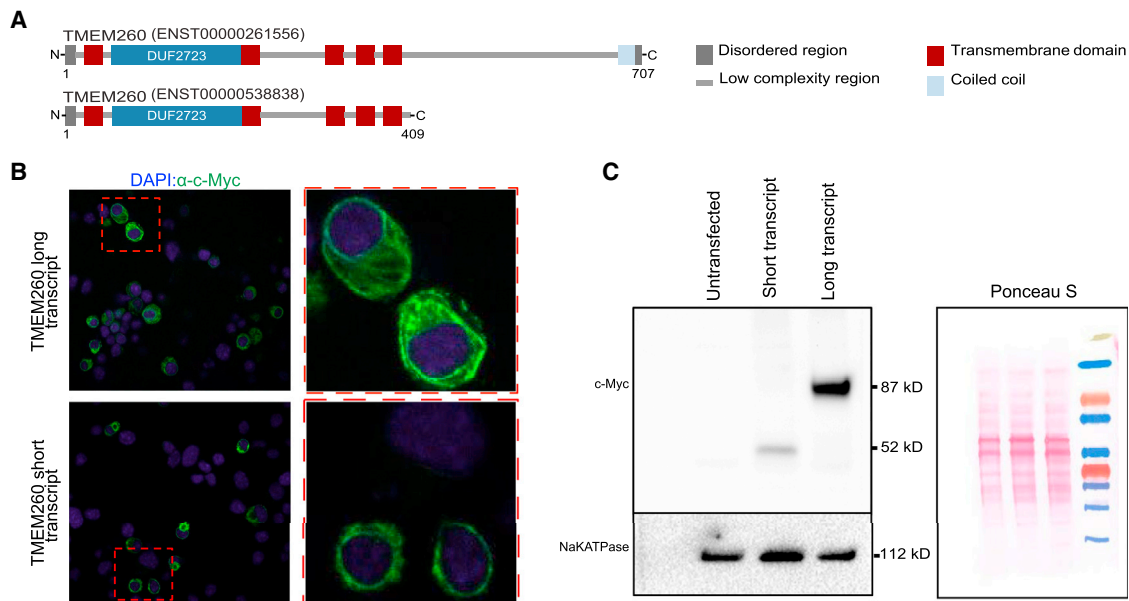 A
TMEM260 (ENST00000261556)
N
DUF2723
C
1
707
TMEM260 (ENST00000538838)
N
DUF2723
C
1
409
Disordered region
Low complexity region
Transmembrane domain
Coiled coil
B
DAPI:α-c-Myc
TMEM260 long
transcript
TMEM260 short
transcript
C
Untransfected
Short transcript
Long transcript
c-Myc
87 kD
52 kD
NaKATPase
112 kD
Ponceau S